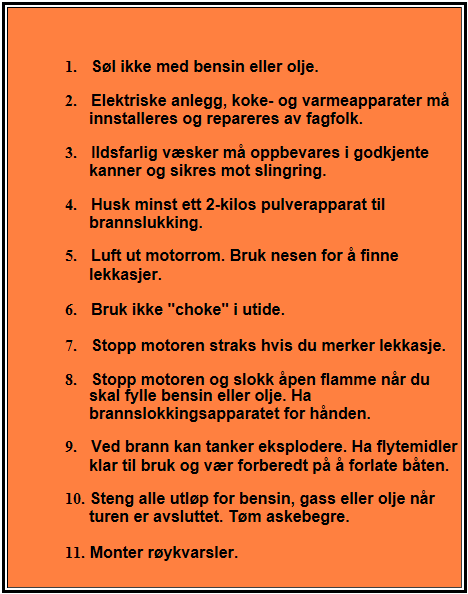 1. Søl ikke med bensin eller olje.
2. Elektriske anlegg, koke- og varmeapparater må
innstalleres og repareres av fagfolk.
3. Ildsfarlig væsker må oppbevares i godkjente
kanner og sikres mot slingring.
4. Husk minst ett 2-kilos pulverapparat til
brannslukking.
5. Luft ut motorrom. Bruk nesen for å finne
lekkasjer.
6. Bruk ikke "choke" i utide.
7. Stopp motoren straks hvis du merker lekkasje.
8. Stopp motoren og slokk åpen flamme når du
skal fylle bensin eller olje. Ha
brannslokkingsapparatet for hånden.
9. Ved brann kan tanker eksplodere. Ha flytemidler
klar til bruk og vær forberedt på å forlate båten.
10. Steng alle utløp for bensin, gass eller olje når
turen er avsluttet. Tøm askebegre.
11. Monter røykvarsler.